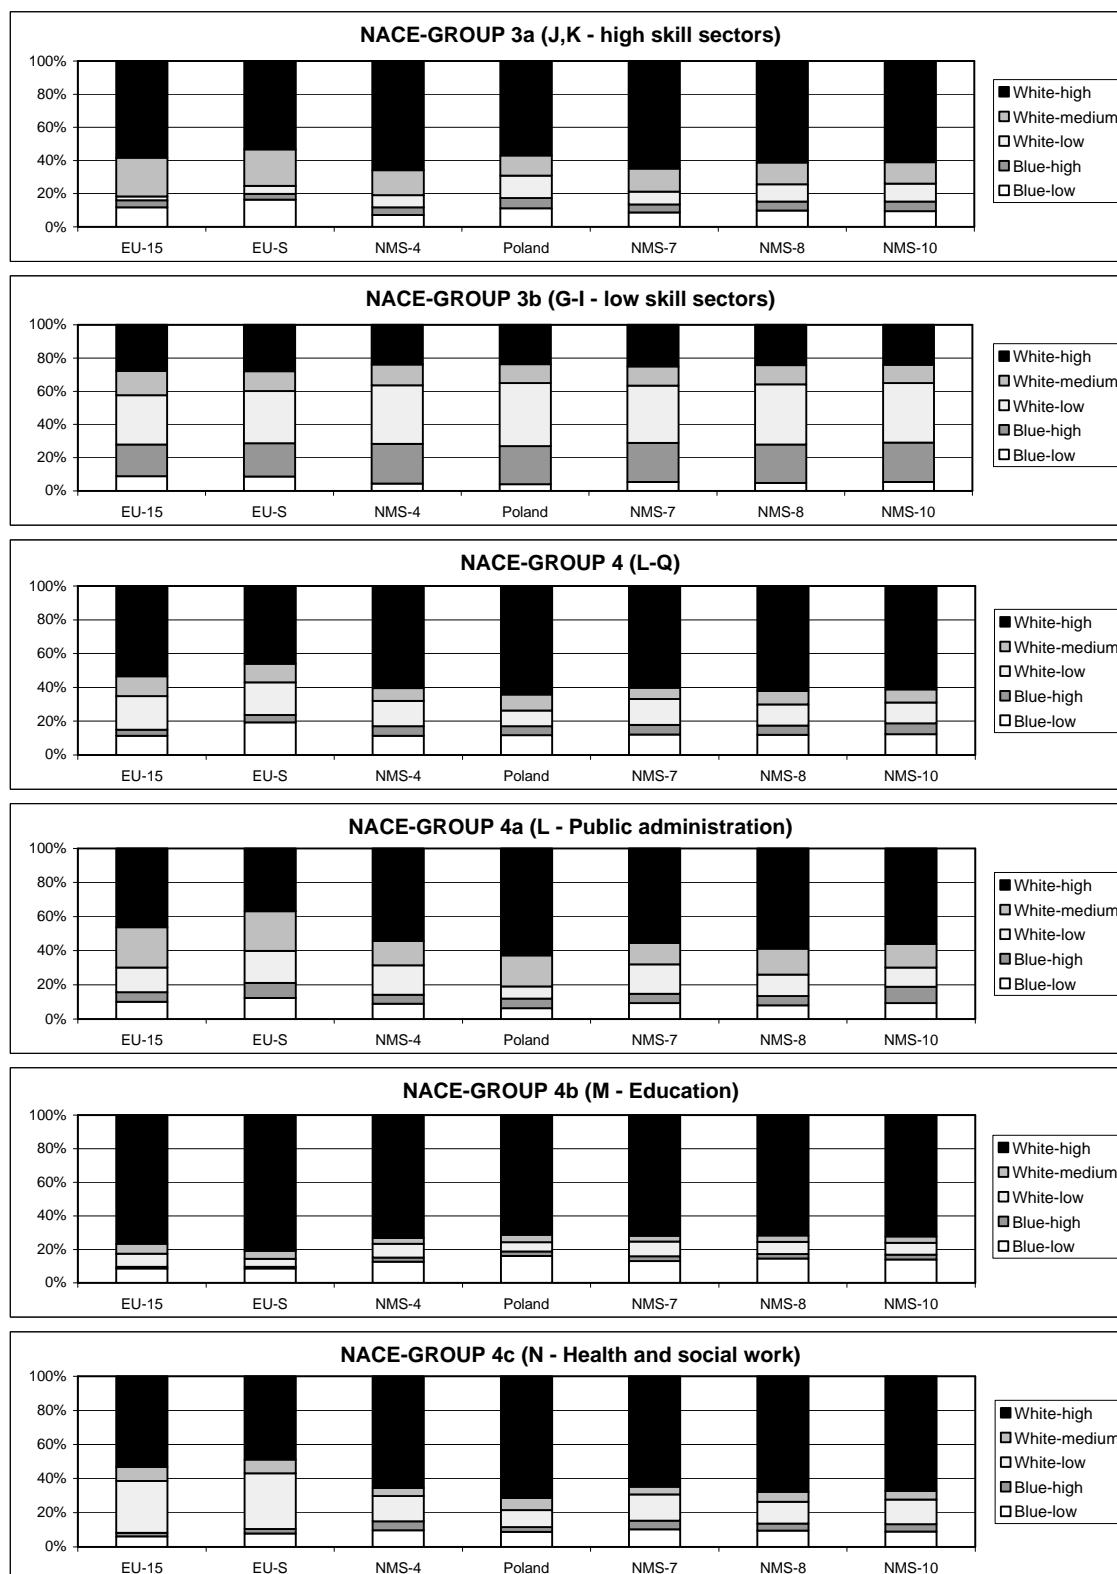 NACE-GROUP 3a (J,K - high skill sectors)
100%
80%
60%
40%
20%
0%
EU-15 EU-S NMS-4 Poland NMS-7 NMS-8 NMS-10
White-high
White-medium
White-low
Blue-high
Blue-low
NACE-GROUP 3b (G-I - low skill sectors)
100%
80%
60%
40%
20%
0%
EU-15 EU-S NMS-4 Poland NMS-7 NMS-8 NMS-10
White-high
White-medium
White-low
Blue-high
Blue-low
NACE-GROUP 4 (L-Q)
100%
80%
60%
40%
20%
0%
EU-15 EU-S NMS-4 Poland NMS-7 NMS-8 NMS-10
White-high
White-medium
White-low
Blue-high
Blue-low
NACE-GROUP 4a (L - Public administration)
100%
80%
60%
40%
20%
0%
EU-15 EU-S NMS-4 Poland NMS-7 NMS-8 NMS-10
White-high
White-medium
White-low
Blue-high
Blue-low
NACE-GROUP 4b (M - Education)
100%
80%
60%
40%
20%
0%
EU-15 EU-S NMS-4 Poland NMS-7 NMS-8 NMS-10
White-high
White-medium
White-low
Blue-high
Blue-low
NACE-GROUP 4c (N - Health and social work)
100%
80%
60%
40%
20%
0%
EU-15 EU-S NMS-4 Poland NMS-7 NMS-8 NMS-10
White-high
White-medium
White-low
Blue-high
Blue-low